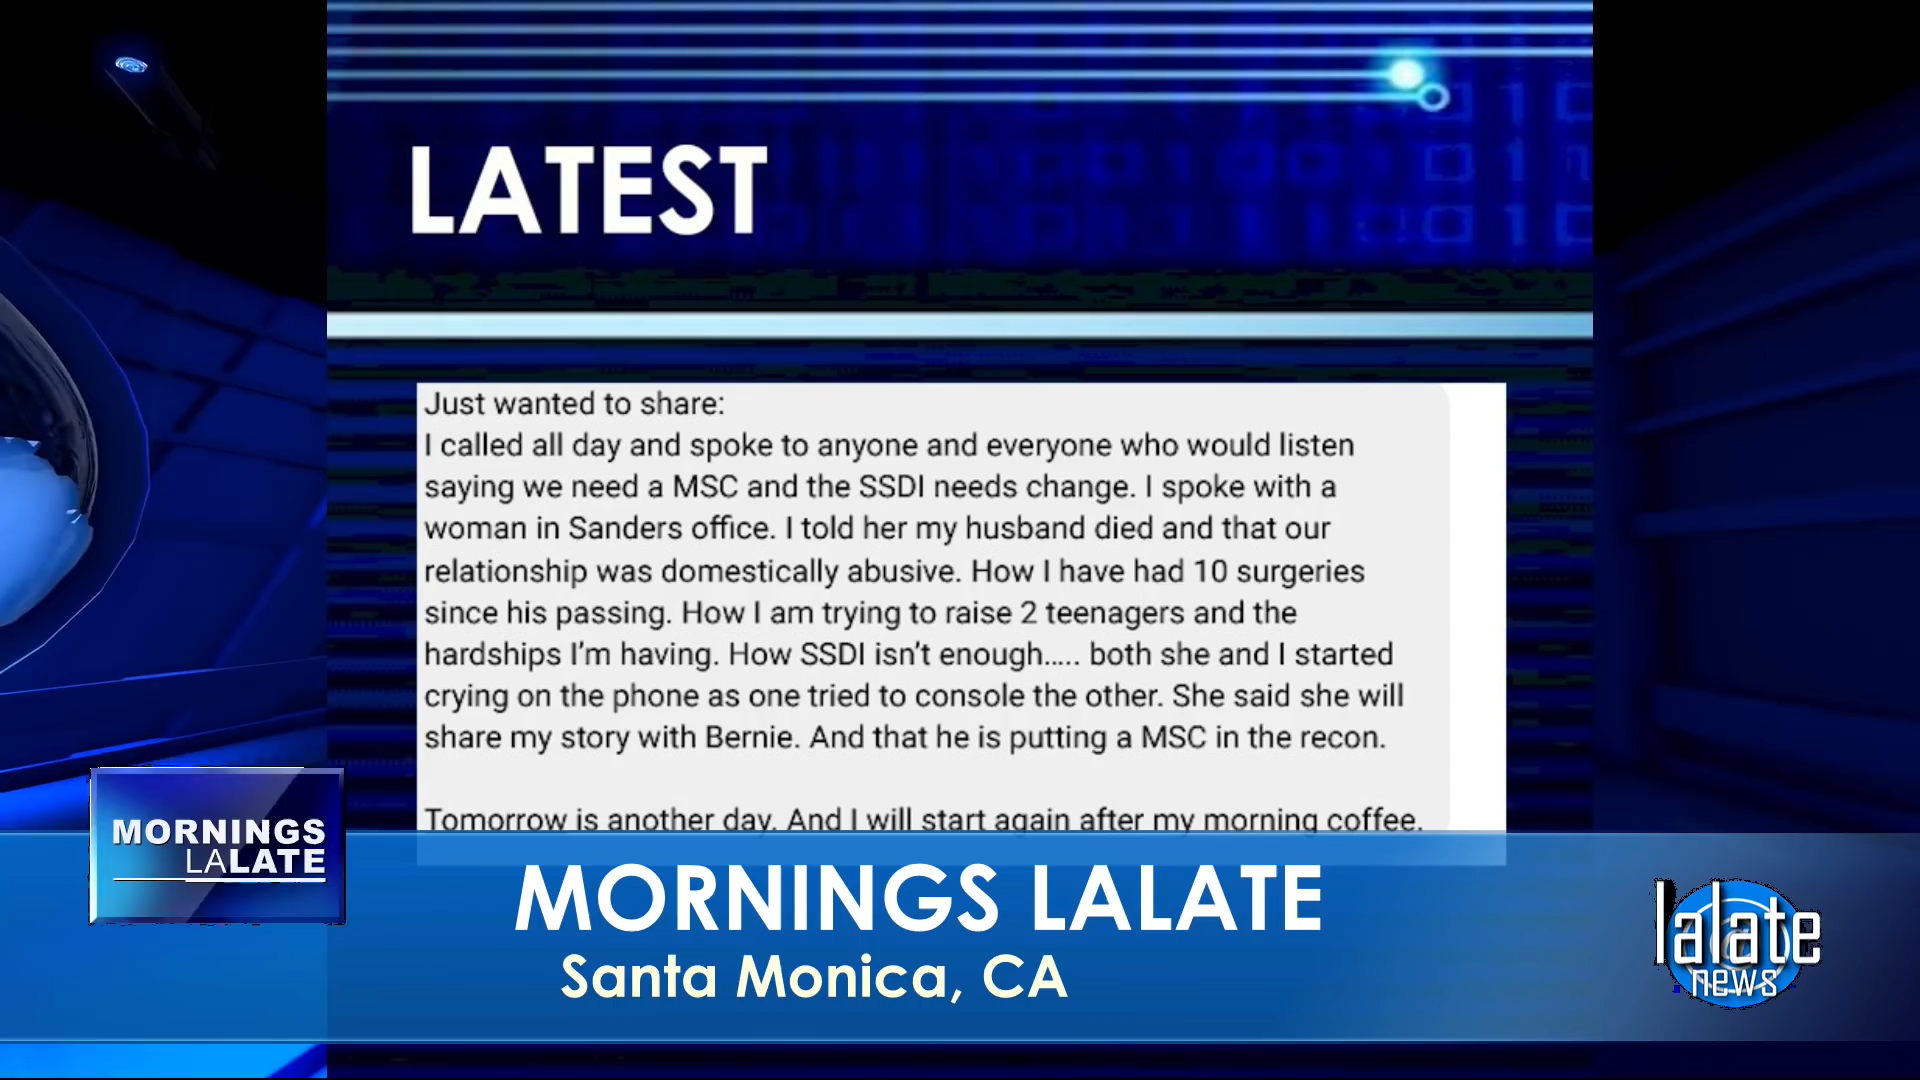 LATEST
Just wanted to share:
I called all day and spoke to anyone and everyone who would listen
saying we need a MSC and the SSDI needs change. I spoke with a
woman in Sanders office. I told her my husband died and that our
relationship was domestically abusive. How I have had 10 surgeries
since his passing. How I am trying to raise 2 teenagers and the
hardships I'm having. How SSDI isn't enough..... both she and I started
crying on the phone as one tried to console the other. She said she will
share my story with Bernie. And that he is putting a MSC in the recon.
Tomorrow is another day. And I will start again after my morning coffee.
MORNINGS
LALATE
MORNINGS LALATE
Santa Monica, CA
lalate
news